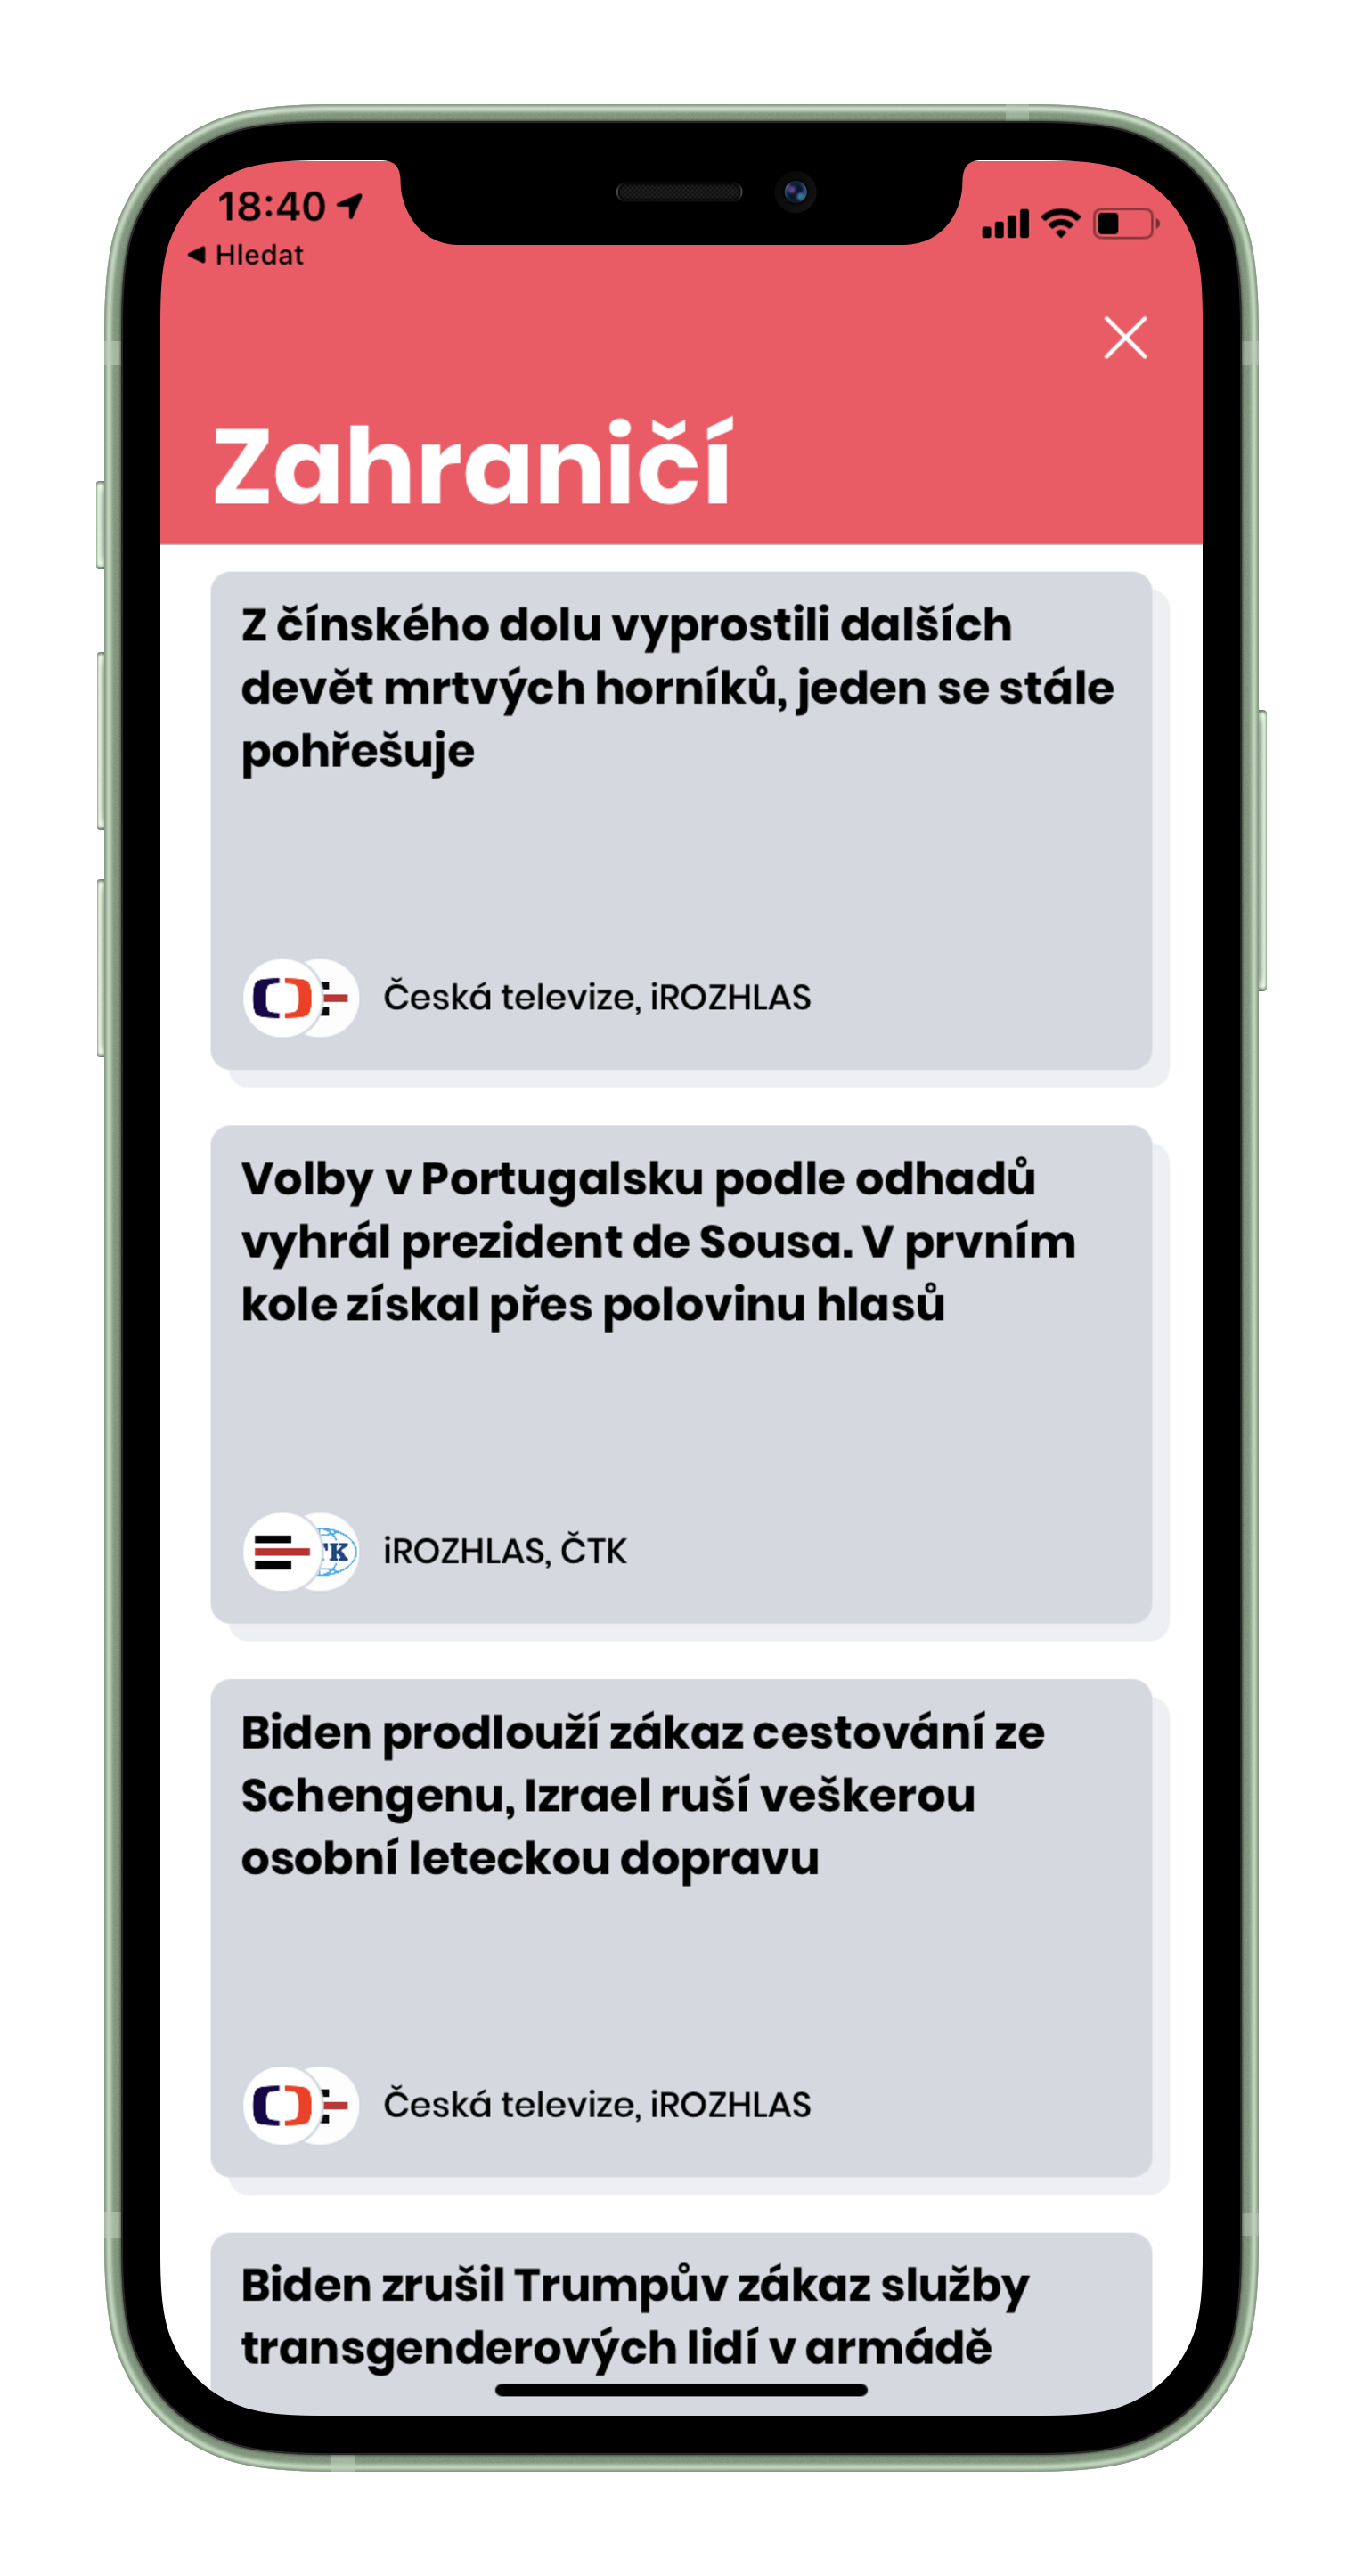 18:40
Hledat
Zahraničí
Z čínského dolu vyprostili dalších
devět mrtvých horníků, jeden se stále
pohřešuje
Česká televize, iROZHLAS
Volby v Portugalsku podle odhadů
vyhrál prezident de Sousa. V prvním
kole získal přes polovinu hlasů
TK
iROZHLAS, ČTK
Biden prodlouží zákaz cestování ze
Schengenu, Izrael ruší veškerou
osobní leteckou dopravu
Česká televize, iROZHLAS
Biden zrušil Trumpův zákaz služby
transgenderových lidí v armádě